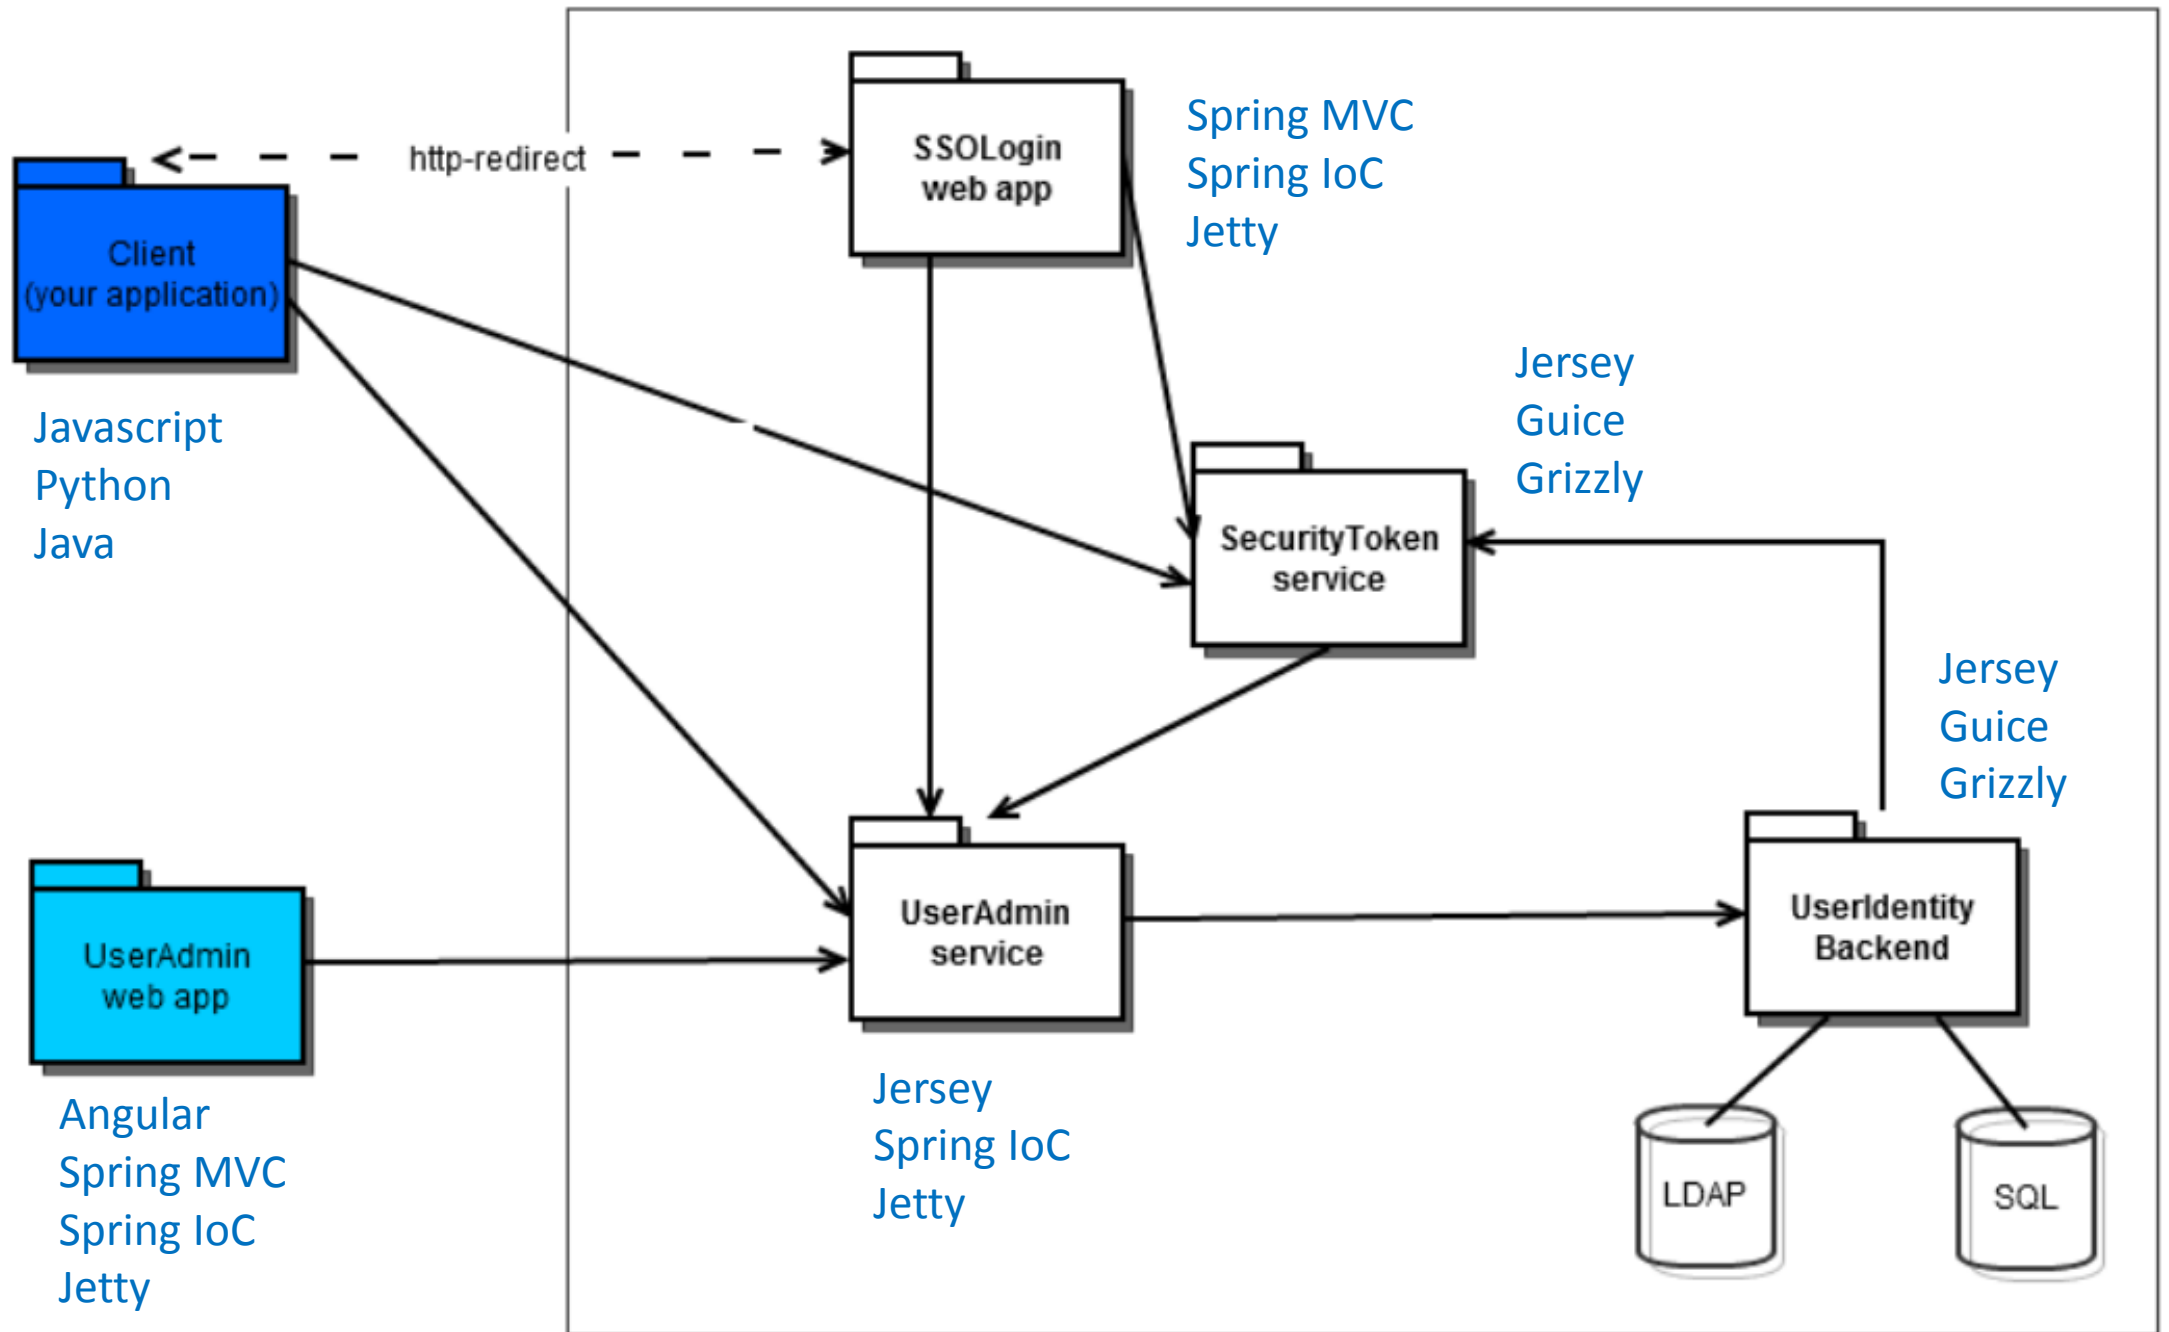 SSOLogin
web app
Spring MVC
Spring IoC
Jetty
http-redirect
Client
(your application)
Javascript
Python
Java
Jersey
Guice
Grizzly
SecurityToken
service
Jersey
Guice
Grizzly
UserAdmin
web app
UserAdmin
service
UserIdentity
Backend
Angular
Spring MVC
Spring IoC
Jetty
Jersey
Spring IoC
Jetty
LDAP
SQL